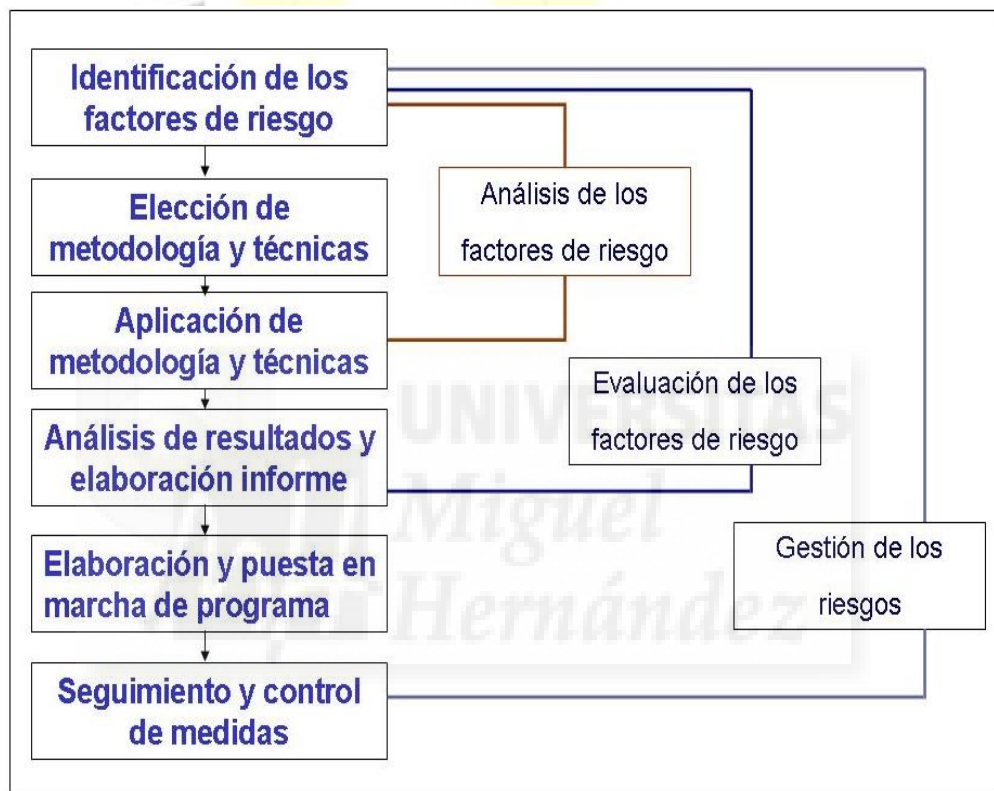 Identificación de los
factores de riesgo
Elección de
metodología y técnicas
Aplicación de
metodología y técnicas
Análisis de resultados y
elaboración informe
Elaboración y puesta en
marcha de programa
Seguimiento y control
de medidas
Análisis de los
factores de riesgo
Evaluación de los
factores de riesgo
Gestión de los
riesgos
UNIVERSITAS
Miguel
Hernández